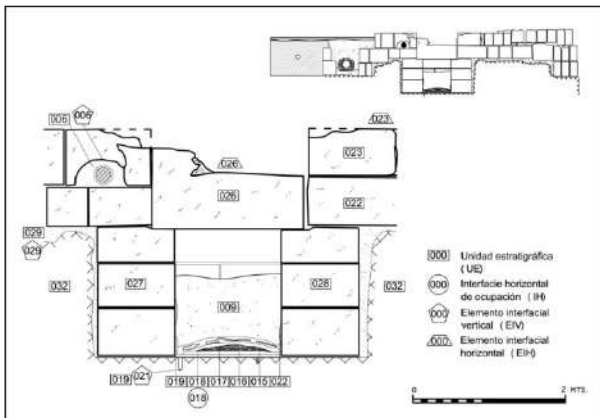 006 006 023
023
026
026
022
029
029
032 027 028 032
009
019 021 019 018 017 016 015 022
018
000 Unidad estratigráfica
(UE)
000 Interfacie horizontal
de ocupación (IH)
000 Elemento interfacial
vertical (EIV)
000 Elemento interfacial
horizontal (EIH)
0 2 MTS.